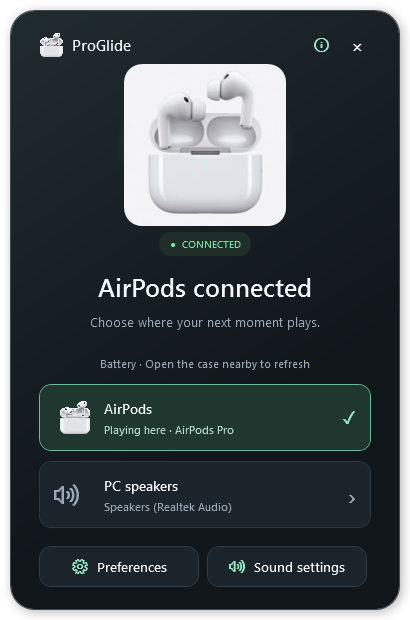 ProGlide
CONNECTED
AirPods connected
Choose where your next moment plays.
Battery · Open the case nearby to refresh
AirPods
Playing here · AirPods Pro
PC speakers
Speakers (Realtek Audio)
Preferences
Sound settings